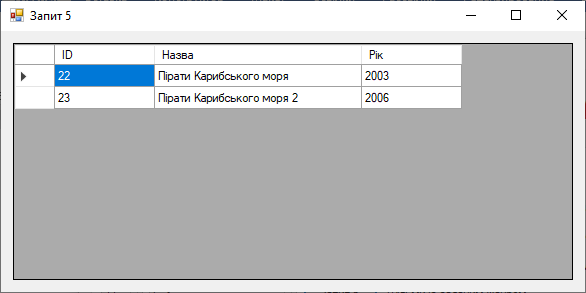 Запит 5
ID Назва Рік
22 Пірати Карибського моря 2003
23 Пірати Карибського моря 2 2006